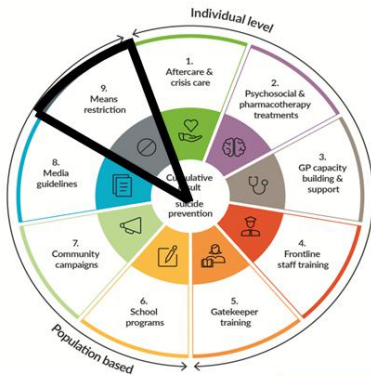 Individual level
1.
Aftercare &
crisis care
2.
Psychosocial &
pharmacotherapy
treatments
3.
GP capacity
building &
support
4.
Frontline
staff training
5.
Gatekeeper
training
6.
School
programs
7.
Community
campaigns
8.
Media
guidelines
9.
Means
restriction
suicide
prevention
Population based